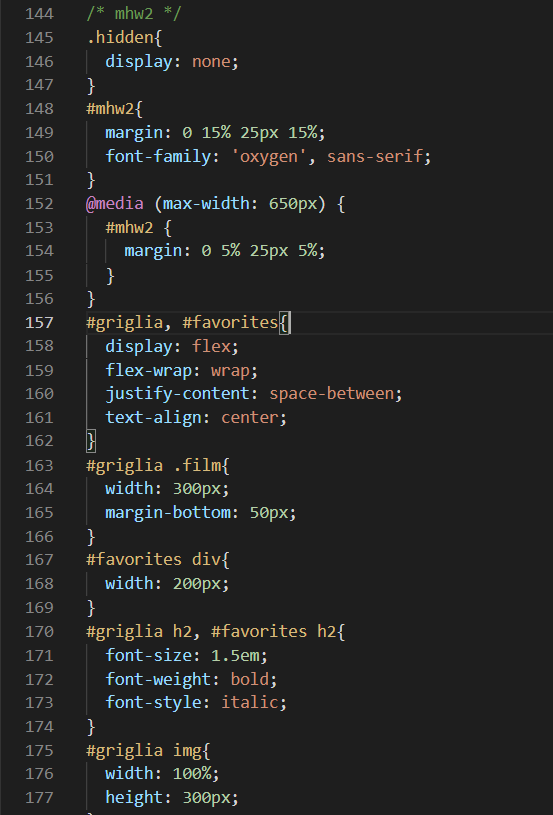 144 /* mhw2 */
145 .hidden{
146 display: none;
147 }
148 #mhw2{
149 margin: 0 15% 25px 15%;
150 font-family: 'oxygen', sans-serif;
151 }
152 @media (max-width: 650px) {
153 #mhw2 {
154 margin: 0 5% 25px 5%;
155 }
156 }
157 #griglia, #favorites{
158 display: flex;
159 flex-wrap: wrap;
160 justify-content: space-between;
161 text-align: center;
162 }
163 #griglia .film{
164 width: 300px;
165 margin-bottom: 50px;
166 }
167 #favorites div{
168 width: 200px;
169 }
170 #griglia h2, #favorites h2{
171 font-size: 1.5em;
172 font-weight: bold;
173 font-style: italic;
174 }
175 #griglia img{
176 width: 100%;
177 height: 300px;